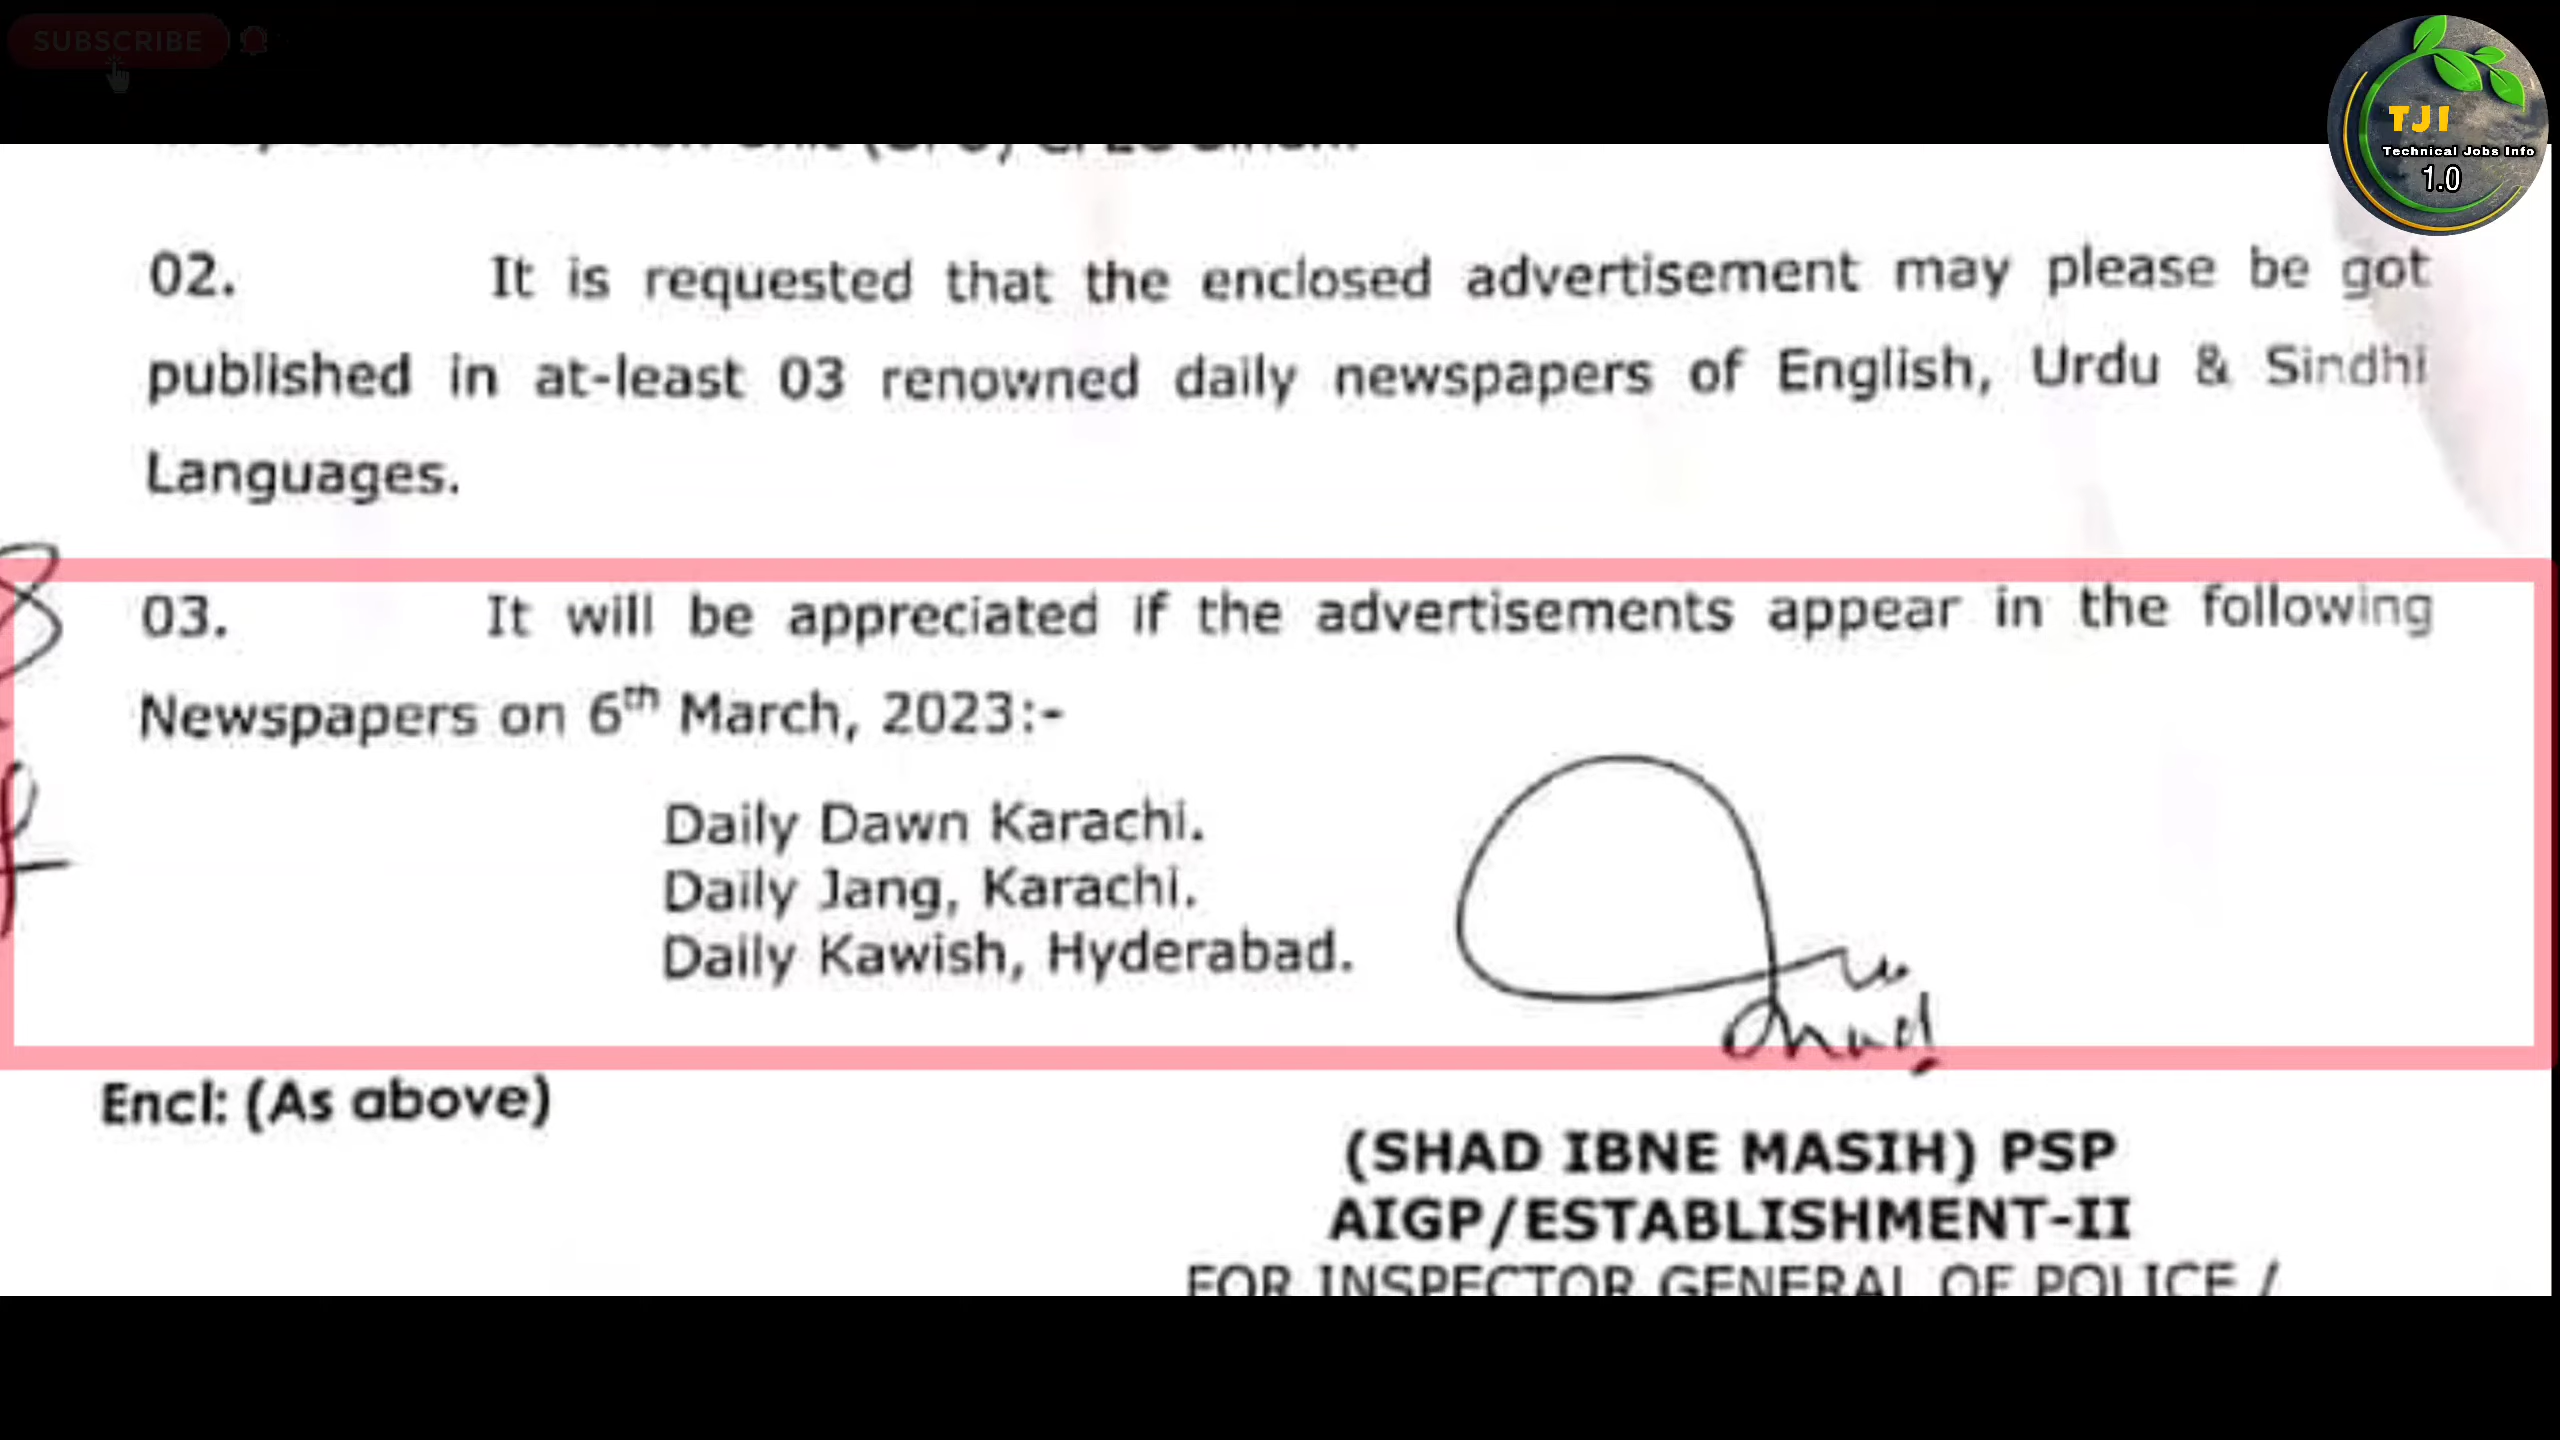 SUBSCRIBE
TJI
Technical Jobs Info
1.0
02. It is requested that the enclosed advertisement may please be got
published in at-least 03 renowned daily newspapers of English, Urdu & Sindhi
Languages.
03. It will be appreciated if the advertisements appear in the following
Newspapers on 6th March, 2023:-
Daily Dawn Karachi.
Daily Jang, Karachi.
Daily Kawish, Hyderabad.
Encl: (As above)
(SHAD IBNE MASIH) PSP
AIGP/ESTABLISHMENT-II
FOR INSPECTOR GENERAL OF POLICE /